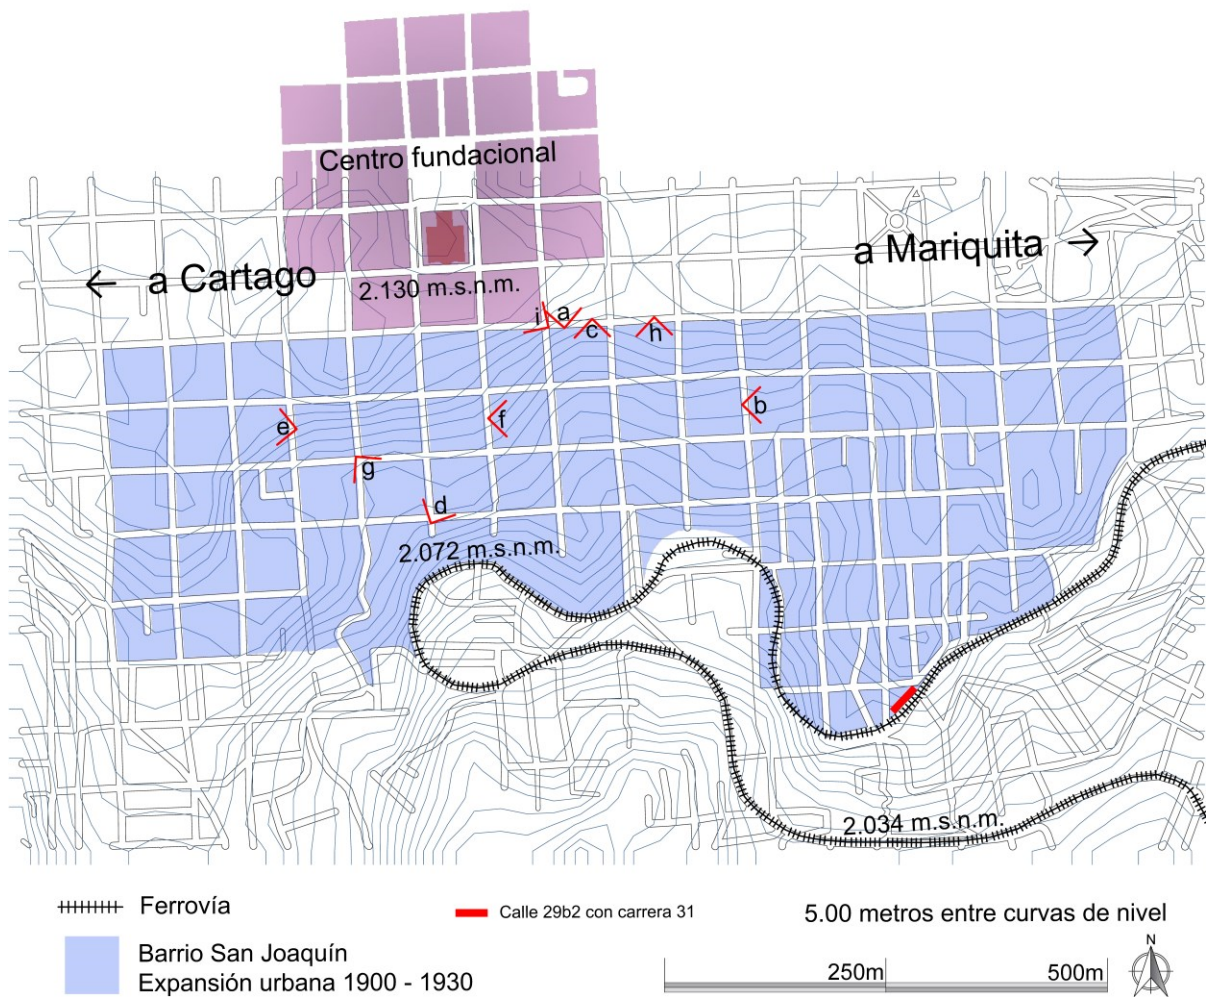 Centro fundacional
a Mariquita →
← a Cartago
2.130 m.s.n.m.
i
a
c
h
b
e
f
g
d
2.072 m.s.n.m.
2.034 m.s.n.m.
Ferrovía
Calle 29b2 con carrera 31
5.00 metros entre curvas de nivel
Barrio San Joaquín
Expansión urbana 1900 - 1930
250m
500m
N